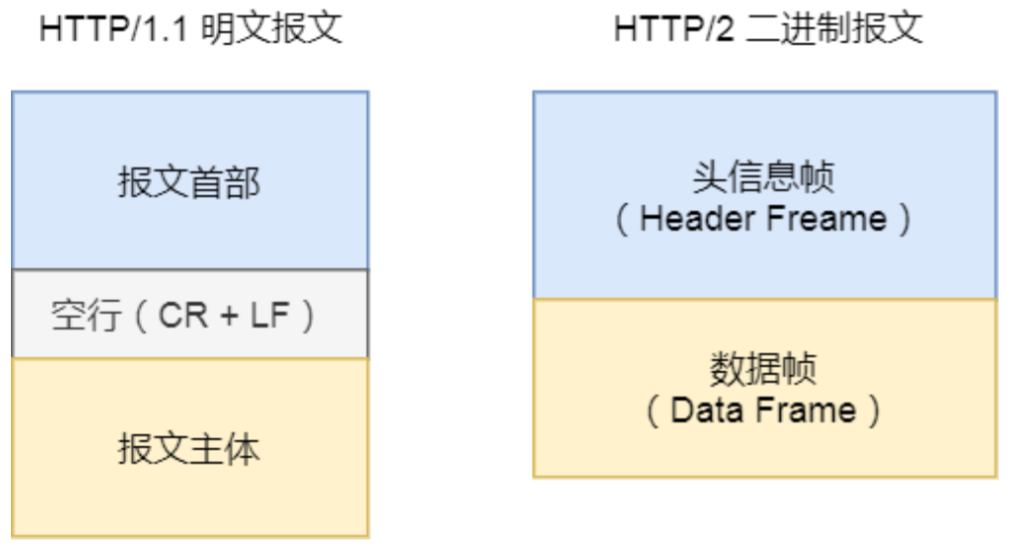 HTTP/1.1 明文报文
HTTP/2 二进制报文
报文首部
空行（CR + LF）
报文主体
头信息帧
（Header Freame）
数据帧
（Data Frame）